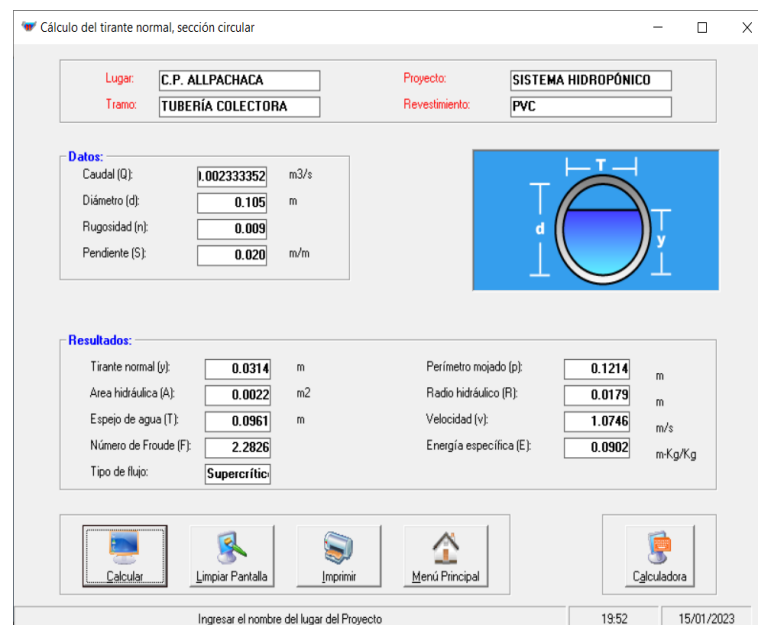 Cálculo del tirante normal, sección circular
Lugar: C.P. ALLPACHACA Proyecto: SISTEMA HIDROPÓNICO
Tramo: TUBERÍA COLECTORA Revestimiento: PVC
Datos:
Caudal (Q): 0.002333352 m3/s
Diámetro (d): 0.105 m
Rugosidad (n): 0.009
Pendiente (S): 0.020 m/m
T
d
y
Resultados:
Tirante normal (y): 0.0314 m Perímetro mojado (p): 0.1214 m
Area hidráulica (A): 0.0022 m2 Radio hidráulico (R): 0.0179 m
Espejo de agua (T): 0.0961 m Velocidad (v): 1.0746 m/s
Número de Froude (F): 2.2826 Energía específica (E): 0.0902 m-Kg/Kg
Tipo de flujo: Supercrític
Calcular Limpiar Pantalla Imprimir Menú Principal Calculadora
Ingresar el nombre del lugar del Proyecto 19:52 15/01/2023